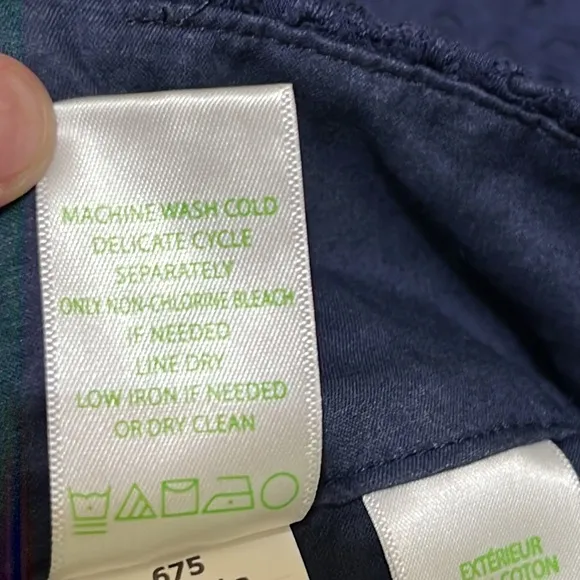 MACHINE WASH COLD
DELICATE CYCLE
SEPARATELY
ONLY NON-CHLORINE BLEACH
IF NEEDED
LINE DRY
LOW IRON IF NEEDED
OR DRY CLEAN
675
EXTÉRIEUR
COTON